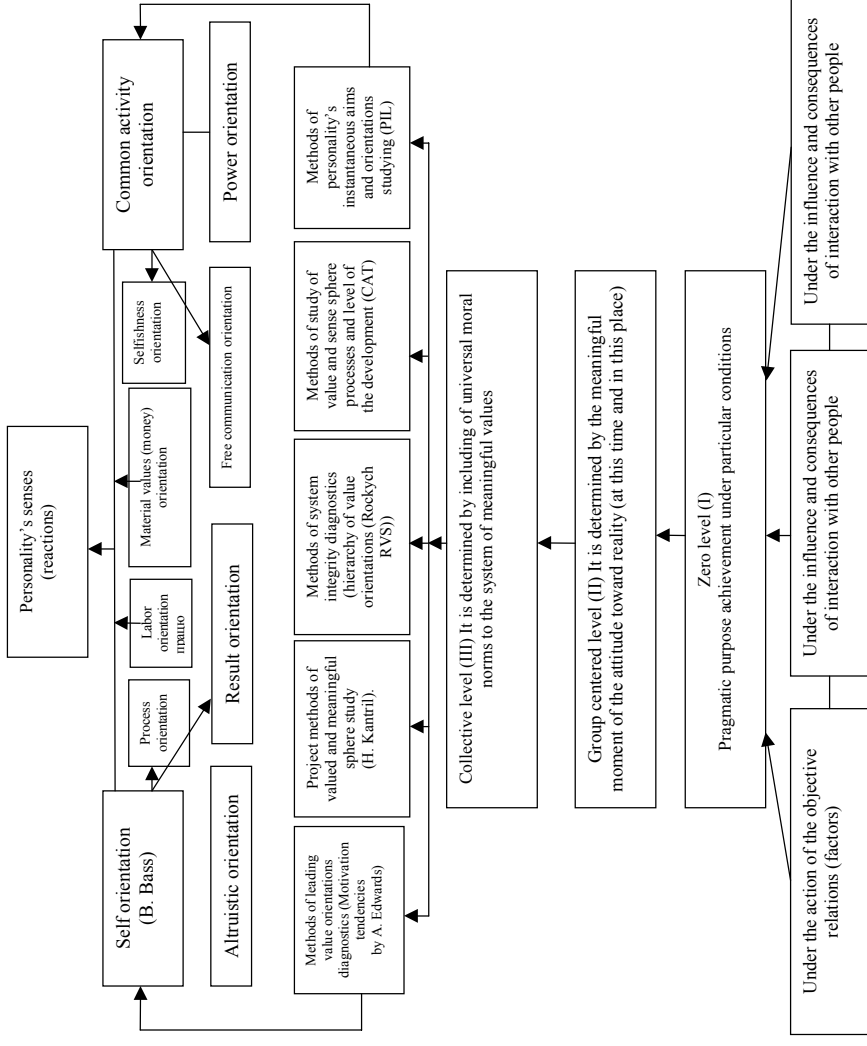 Personality’s senses
(reactions)
Self orientation
(B. Bass)
Process
orientation
Labor
orientation
пташо
Material values (money)
orientation
Selfishness
orientation
Common activity
orientation
Altruistic orientation
Result orientation
Free communication orientation
Power orientation
Methods of leading
value orientations
diagnostics (Motivation
tendencies
by A. Edwards)
Project methods of
valued and meaningful
sphere study
(H. Kantril).
Methods of system
integrity diagnostics
(hierarchy of value
orientations (Rockych
RVS))
Methods of study of
value and sense sphere
processes and level of
the development (CAT)
Methods of
personality’s
instantaneous aims
and orientations
studying (PIL)
Collective level (III) It is determined by including of universal moral
norms to the system of meaningful values
Group centered level (II) It is determined by the meaningful
moment of the attitude toward reality (at this time and in this place)
Zero level (I)
Pragmatic purpose achievement under particular conditions
Under the action of the objective
relations (factors)
Under the influence and consequences
of interaction with other people
Under the influence and consequences
of interaction with other people